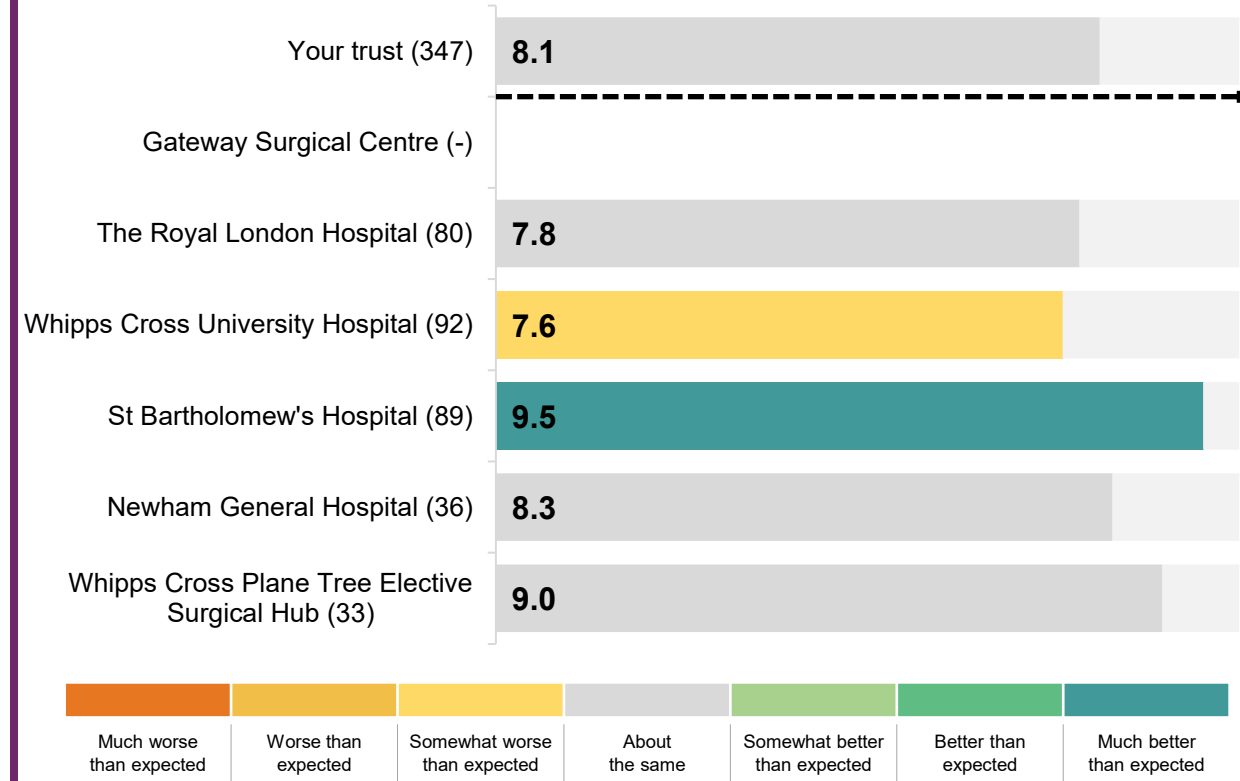 Your trust (347)
8.1
Gateway Surgical Centre (-)
The Royal London Hospital (80)
7.8
Whipps Cross University Hospital (92)
7.6
St Bartholomew's Hospital (89)
9.5
Newham General Hospital (36)
8.3
Whipps Cross Plane Tree Elective
Surgical Hub (33)
9.0
Much worse
than expected
Worse than
expected
Somewhat worse
than expected
About
the same
Somewhat better
than expected
Better than
expected
Much better
than expected